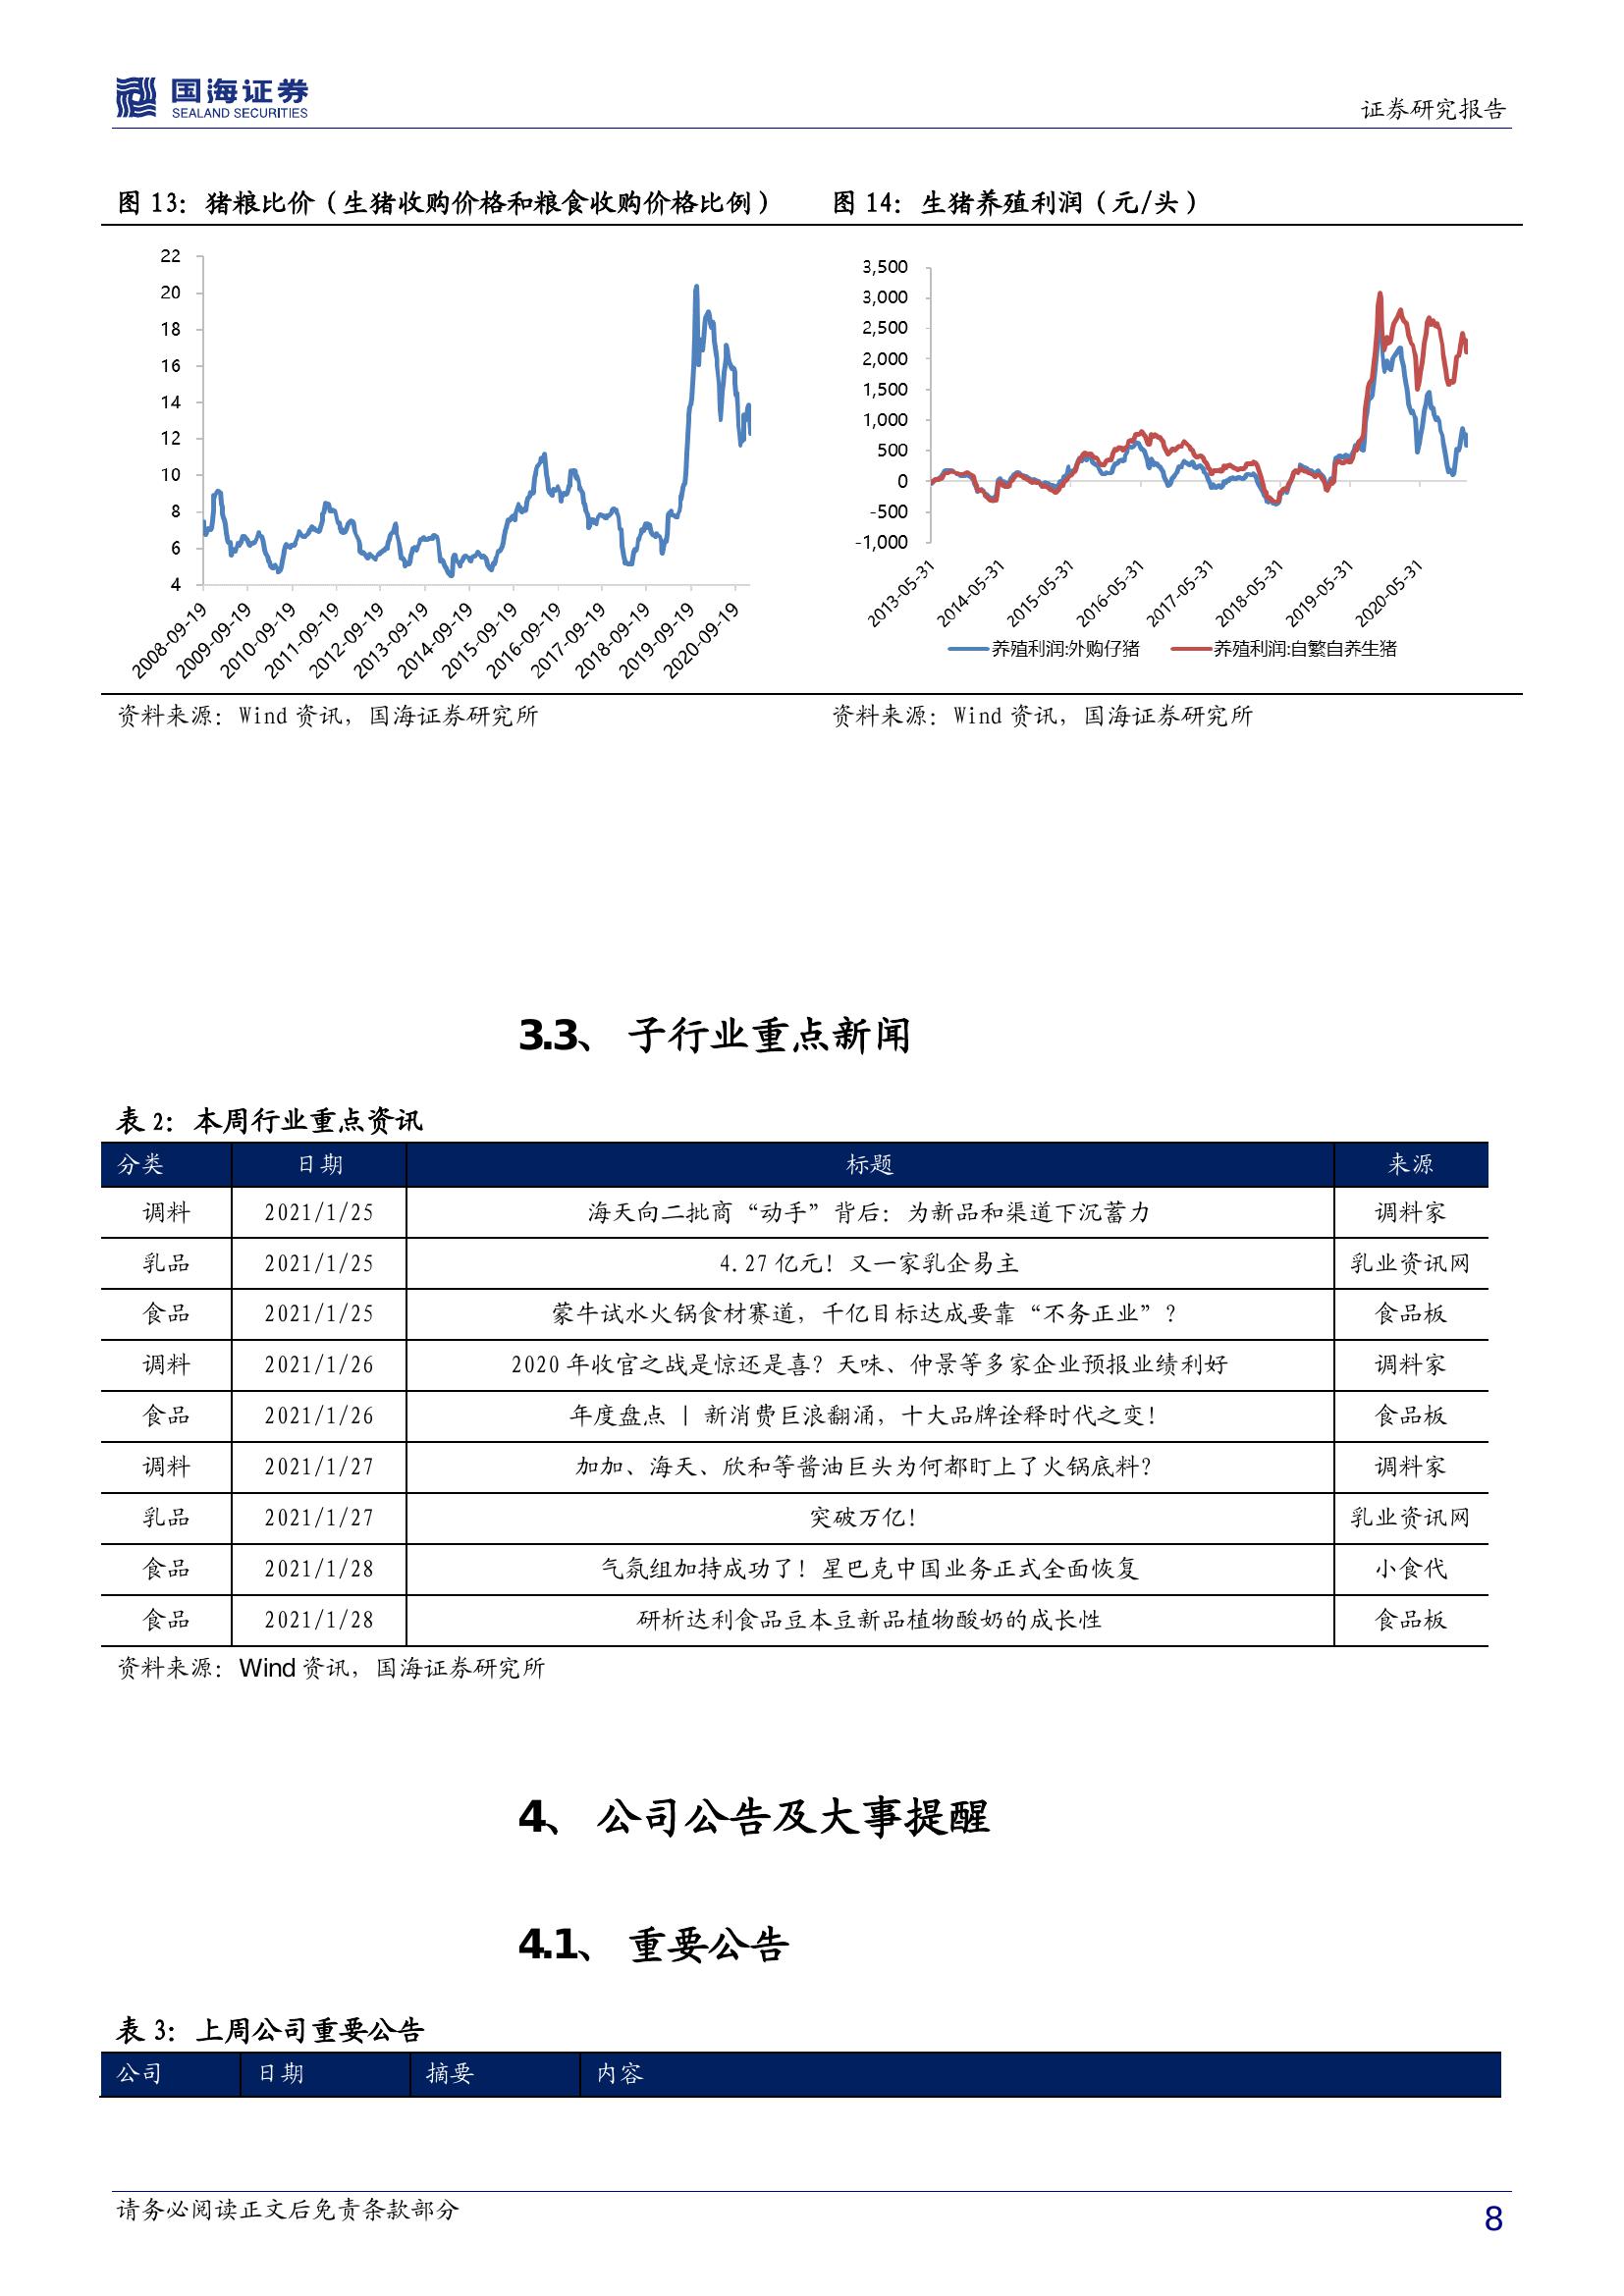 国海证券
SEALAND SECURITIES
证券研究报告
图 13：猪粮比价（生猪收购价格和粮食收购价格比例）
22
20
18
16
14
12
10
8
6
4
2008-09-19
2009-09-19
2010-09-19
2011-09-19
2012-09-19
2013-09-19
2014-09-19
2015-09-19
2016-09-19
2017-09-19
2018-09-19
2019-09-19
2020-09-19
资料来源：Wind 资讯，国海证券研究所
图 14：生猪养殖利润（元/头）
3,500
3,000
2,500
2,000
1,500
1,000
500
0
-500
-1,000
2013-05-31
2014-05-31
2015-05-31
2016-05-31
2017-05-31
2018-05-31
2019-05-31
2020-05-31
养殖利润:外购仔猪 养殖利润:自繁自养生猪
资料来源：Wind 资讯，国海证券研究所
3.3、 子行业重点新闻
表 2：本周行业重点资讯
分类 日期 标题 来源
调料 2021/1/25 海天向二批商“动手”背后：为新品和渠道下沉蓄力 调料家
乳品 2021/1/25 4.27 亿元！又一家乳企易主 乳业资讯网
食品 2021/1/25 蒙牛试水火锅食材赛道，千亿目标达成要靠“不务正业”？ 食品板
调料 2021/1/26 2020 年收官之战是惊还是喜？天味、仲景等多家企业预报业绩利好 调料家
食品 2021/1/26 年度盘点 丨 新消费巨浪翻涌，十大品牌诠释时代之变！ 食品板
调料 2021/1/27 加加、海天、欣和等酱油巨头为何都盯上了火锅底料？ 调料家
乳品 2021/1/27 突破万亿！ 乳业资讯网
食品 2021/1/28 气氛组加持成功了！星巴克中国业务正式全面恢复 小食代
食品 2021/1/28 研析达利食品豆本豆新品植物酸奶的成长性 食品板
资料来源：Wind 资讯，国海证券研究所
4、 公司公告及大事提醒
4.1、 重要公告
表 3：上周公司重要公告
公司 日期 摘要 内容
请务必阅读正文后免责条款部分
8